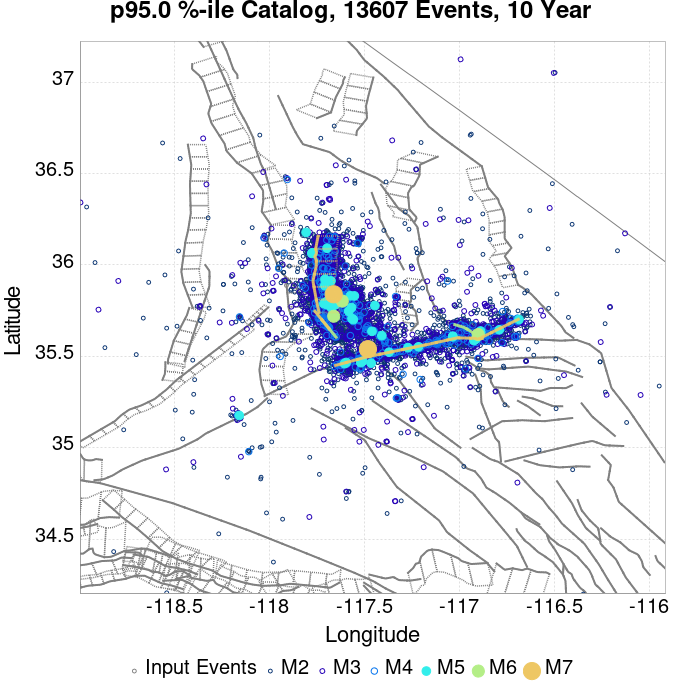 p95.0 %-ile Catalog, 13607 Events, 10 Year
37
36.5
36
35.5
35
34.5
Latitude
-118.5 -118 -117.5 -117 -116.5 -116
Longitude
Input Events M2 M3 M4 M5 M6 M7